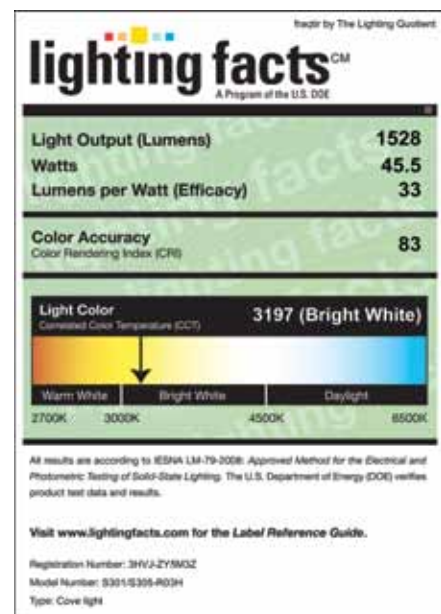 fraqtir by The Lighting Quotient
lighting facts CM
A Program of the U.S. DOE
Light Output (Lumens) 1528
Watts 45.5
Lumens per Watt (Efficacy) 33
Color Accuracy 83
Color Rendering Index (CRI)
Light Color 3197 (Bright White)
Correlated Color Temperature (CCT)
Warm White Bright White Daylight
2700K 3000K 4500K 6500K
All results are according to IESNA LM-79-2008: Approved Method for the Electrical and
Photometric Testing of Solid-State Lighting. The U.S. Department of Energy (DOE) verifies
product test data and results.
Visit www.lightingfacts.com for the Label Reference Guide.
Registration Number:
Model Number: S301/S305-R03H
Type: Cove light